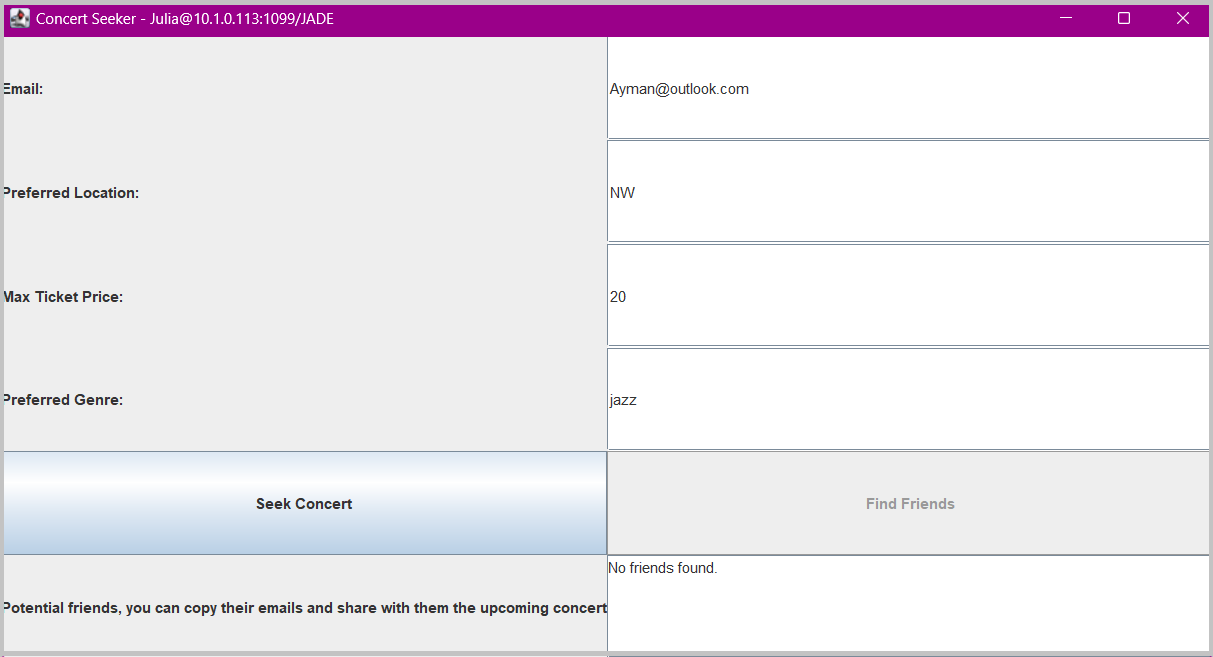 Concert Seeker - Julia@10.1.0.113:1099/JADE
Email:
Ayman@outlook.com
Preferred Location:
NW
Max Ticket Price:
20
Preferred Genre:
jazz
Seek Concert
Find Friends
No friends found.
Potential friends, you can copy their emails and share with them the upcoming concert